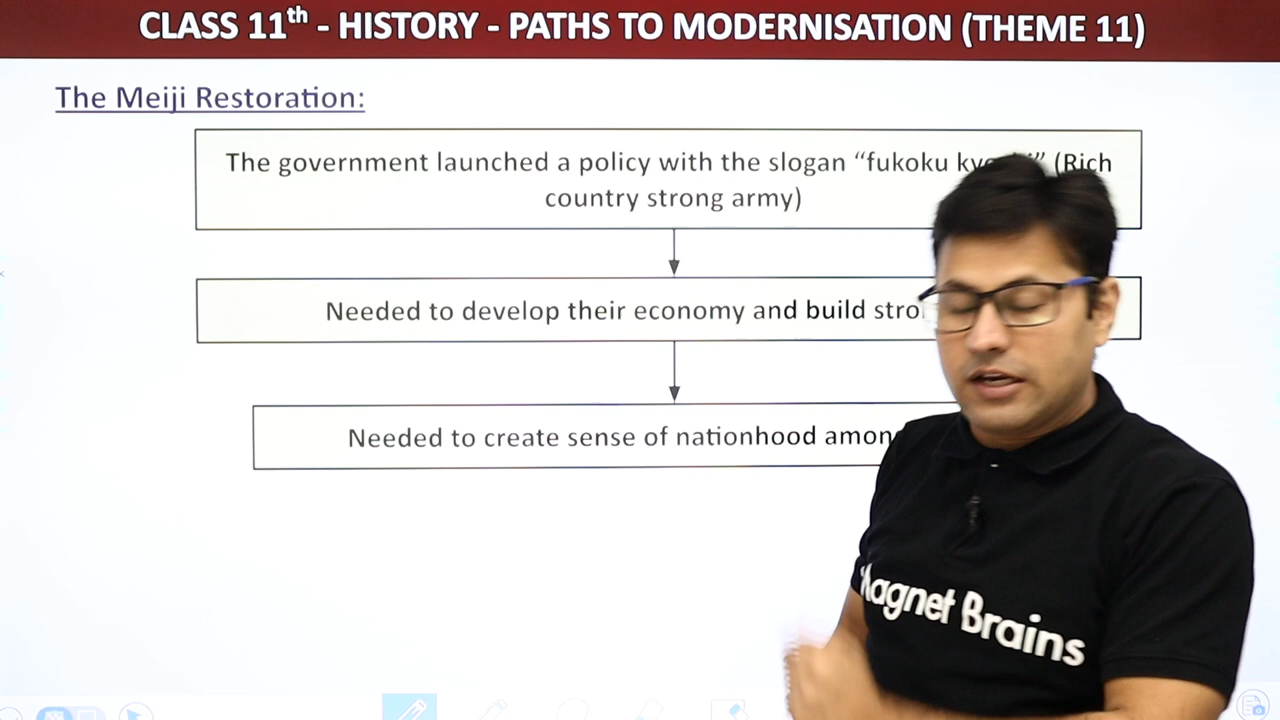 CLASS 11th - HISTORY - PATHS TO MODERNISATION (THEME 11)
The Meiji Restoration:
The government launched a policy with the slogan “fukoku (Rich
country strong army)
Needed to develop their economy and build
Needed to create sense of nationhood
Magnet Brains